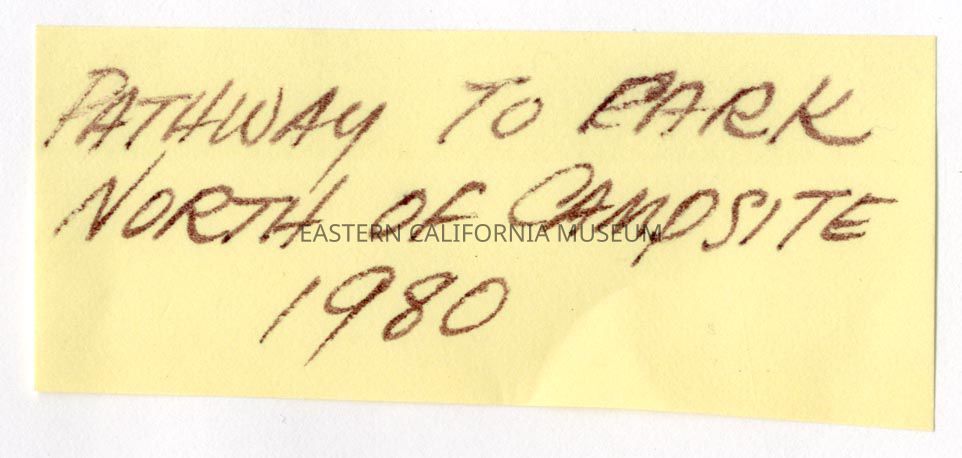 PATHWAY TO PARK
NORTH OF CAMPSITE
EASTERN CALIFORNIA MUSEUM
1980